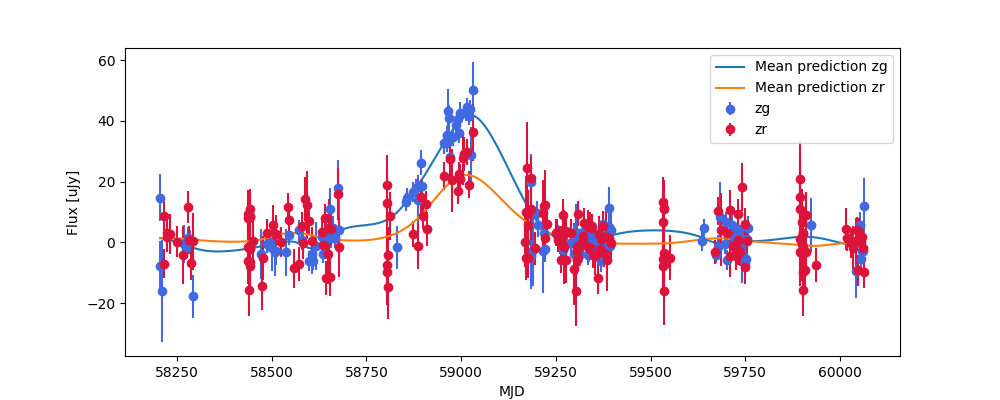 60
40
20
0
−20
Flux [uJy]
58250 58500 58750 59000 59250 59500 59750 60000
MJD
Mean prediction zg
Mean prediction zr
zg
zr